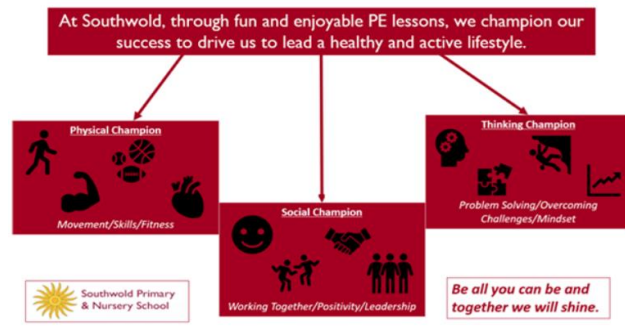 At Southwold, through fun and enjoyable PE lessons, we champion our
success to drive us to lead a healthy and active lifestyle.
Physical Champion
Movement/Skills/Fitness
Social Champion
Working Together/Positivity/Leadership
Thinking Champion
Problem Solving/Overcoming
Challenges/Mindset
Southwold Primary
& Nursery School
Be all you can be and
together we will shine.